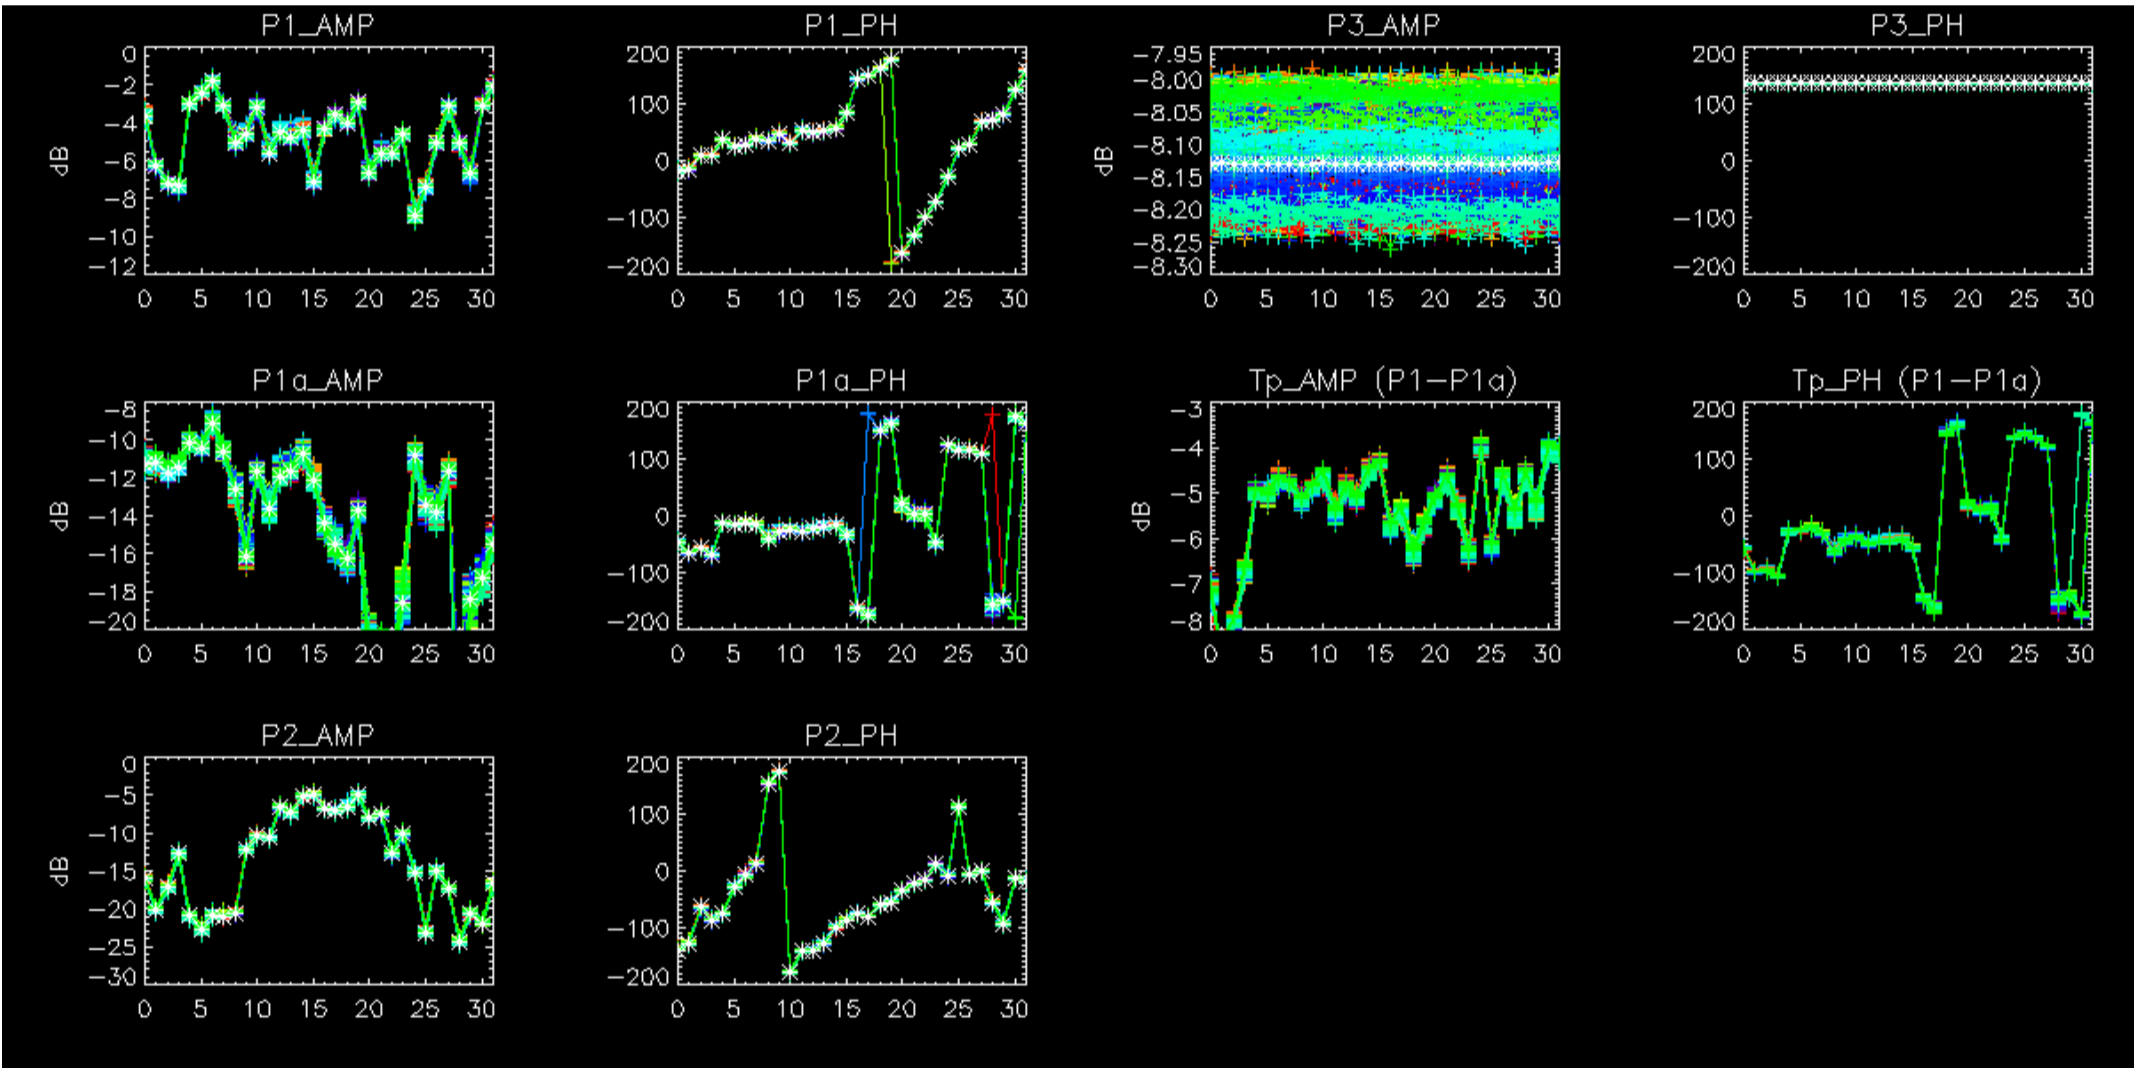 P1_AMP
0
-2
-4
-6
-8
-10
-12
dB
0 5 10 15 20 25 30
P1_PH
200
100
0
-100
-200
0 5 10 15 20 25 30
P3_AMP
-7.95
-8.00
-8.05
-8.10
-8.15
-8.20
-8.25
-8.30
dB
0 5 10 15 20 25 30
P3_PH
200
100
0
-100
-200
0 5 10 15 20 25 30
P1a_AMP
-8
-10
-12
-14
-16
-18
-20
dB
0 5 10 15 20 25 30
P1a_PH
200
100
0
-100
-200
0 5 10 15 20 25 30
Tp_AMP (P1-P1a)
-3
-4
-5
-6
-7
-8
dB
0 5 10 15 20 25 30
Tp_PH (P1-P1a)
200
100
0
-100
-200
0 5 10 15 20 25 30
P2_AMP
0
-5
-10
-15
-20
-25
-30
dB
0 5 10 15 20 25 30
P2_PH
200
100
0
-100
-200
0 5 10 15 20 25 30